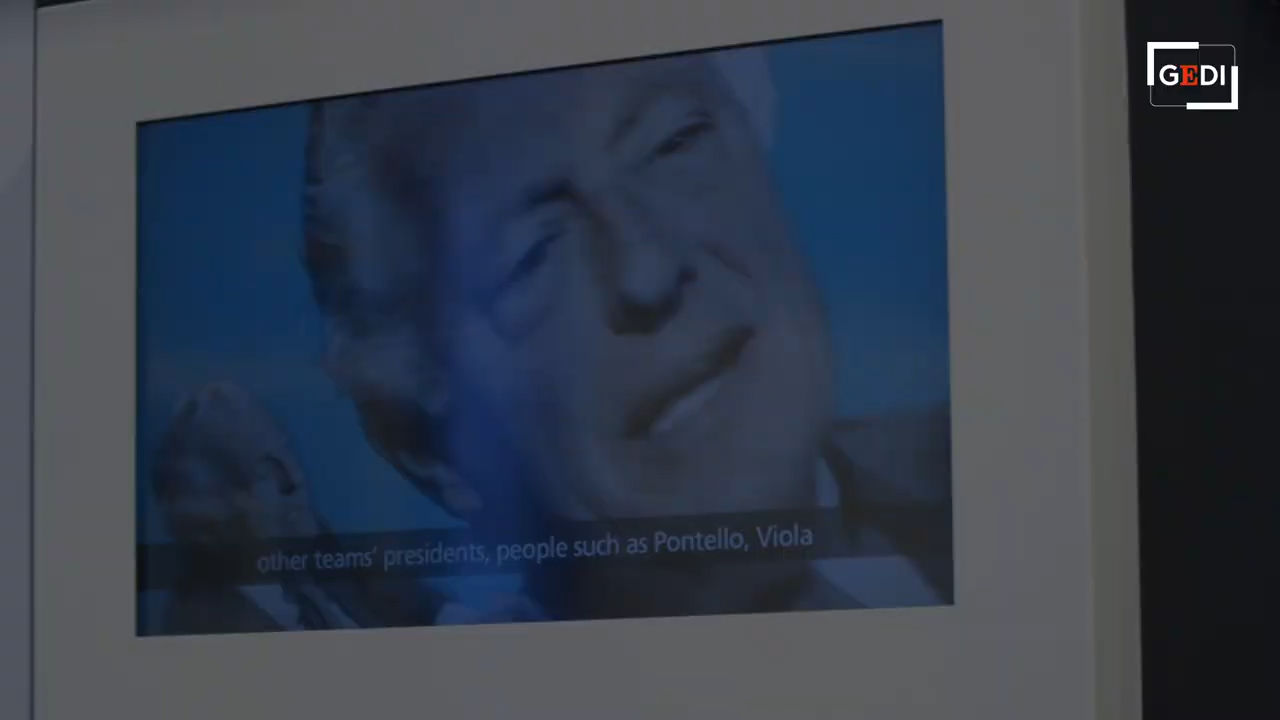 GEDI
other teams' presidents, people such as Pontello, Viola